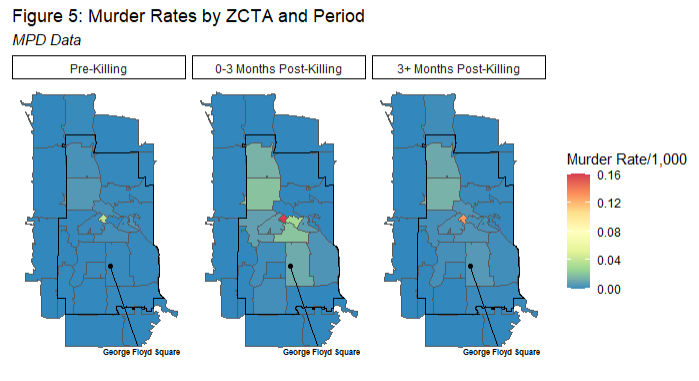 Figure 5: Murder Rates by ZCTA and Period
MPD Data
Pre-Killing
0-3 Months Post-Killing
3+ Months Post-Killing
Murder Rate/1,000
0.16
0.12
0.08
0.04
0.00
George Floyd Square
George Floyd Square
George Floyd Square